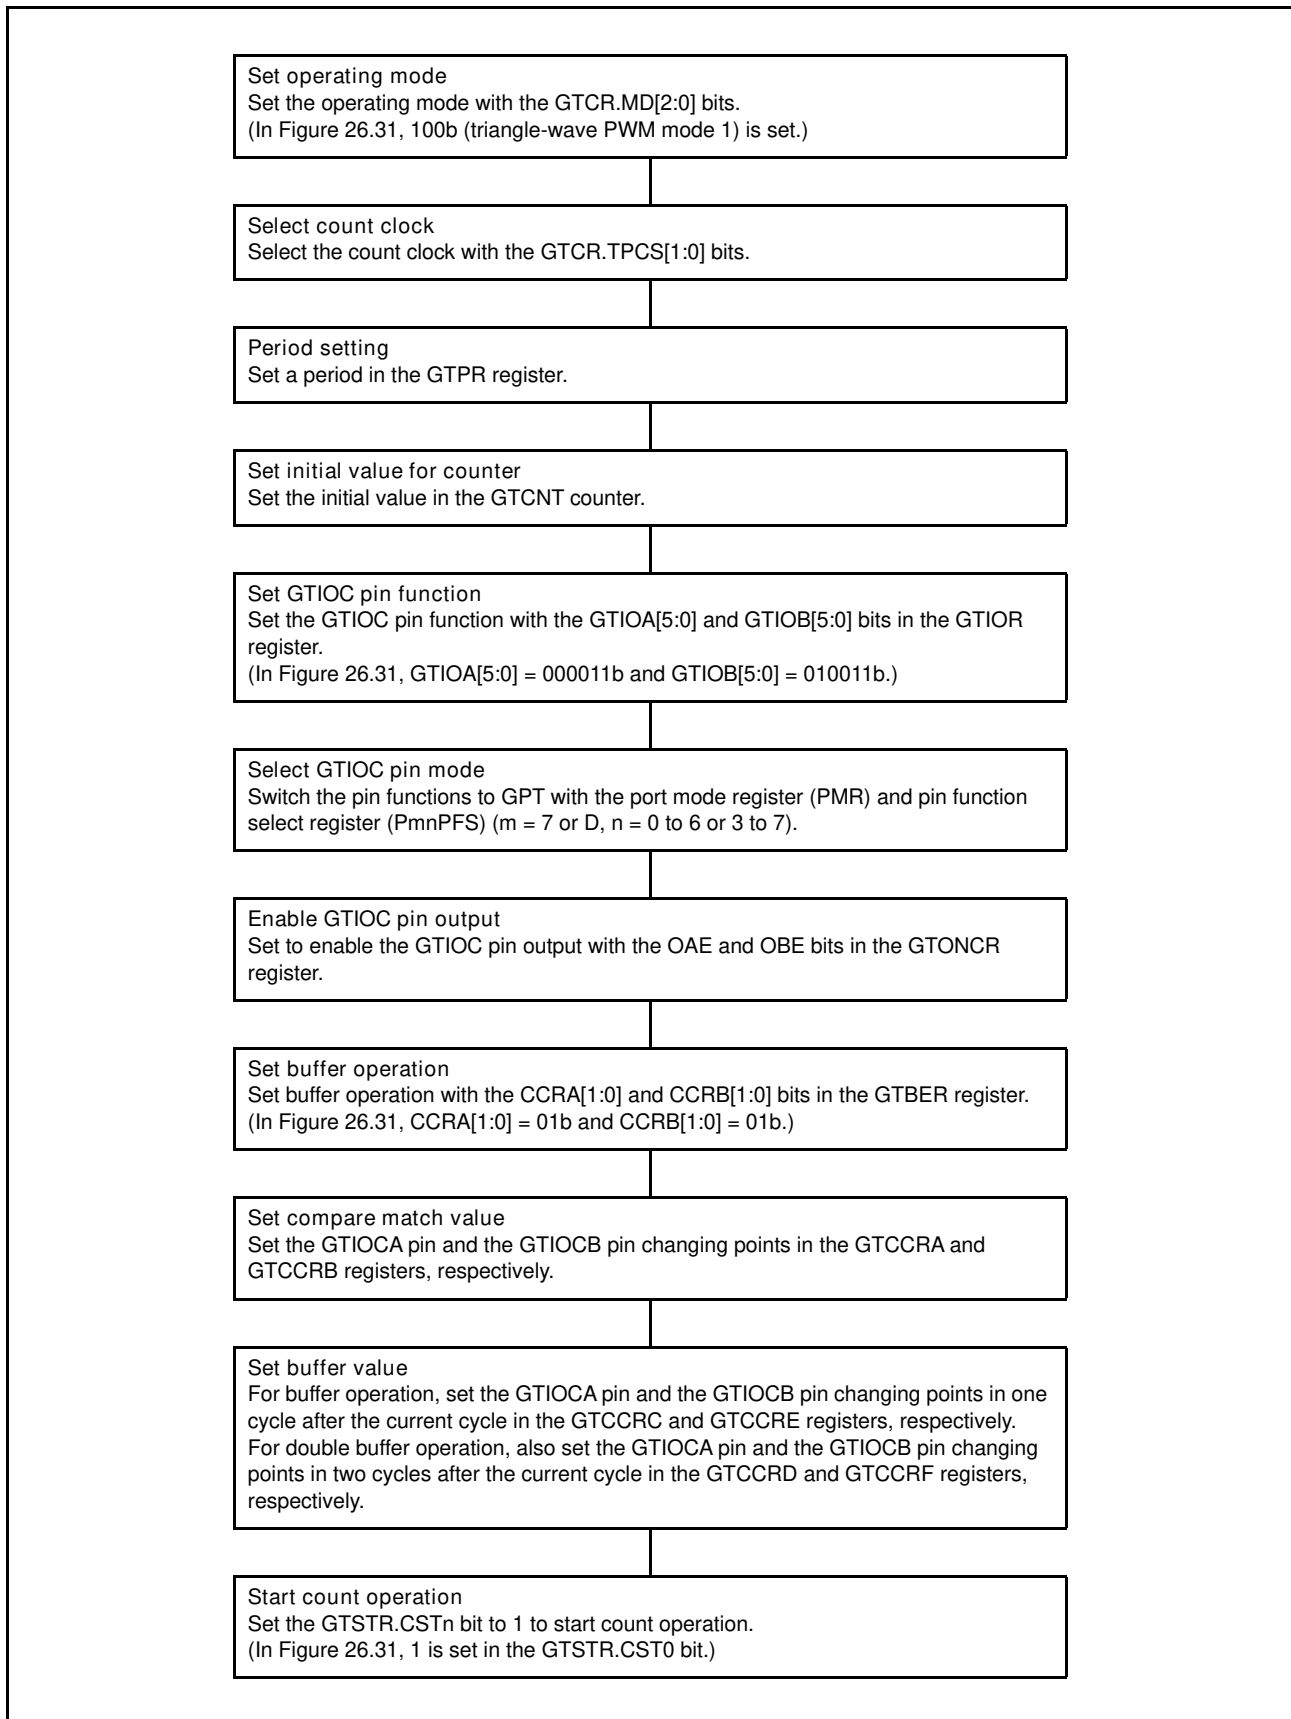 Set operating mode
Set the operating mode with the GTCR.MD[2:0] bits.
(In Figure 26.31, 100b (triangle-wave PWM mode 1) is set.)
Select count clock
Select the count clock with the GTCR.TPCS[1:0] bits.
Period setting
Set a period in the GTPR register.
Set initial value for counter
Set the initial value in the GTCNT counter.
Set GTIOC pin function
Set the GTIOC pin function with the GTIOA[5:0] and GTIOB[5:0] bits in the GTIOR
register.
(In Figure 26.31, GTIOA[5:0] = 000011b and GTIOB[5:0] = 010011b.)
Select GTIOC pin mode
Switch the pin functions to GPT with the port mode register (PMR) and pin function
select register (PmnPFS) (m = 7 or D, n = 0 to 6 or 3 to 7).
Enable GTIOC pin output
Set to enable the GTIOC pin output with the OAE and OBE bits in the GTONCR
register.
Set buffer operation
Set buffer operation with the CCRA[1:0] and CCRB[1:0] bits in the GTBER register.
(In Figure 26.31, CCRA[1:0] = 01b and CCRB[1:0] = 01b.)
Set compare match value
Set the GTIOCA pin and the GTIOCB pin changing points in the GTCCRA and
GTCCRB registers, respectively.
Set buffer value
For buffer operation, set the GTIOCA pin and the GTIOCB pin changing points in one
cycle after the current cycle in the GTCCRC and GTCCRE registers, respectively.
For double buffer operation, also set the GTIOCA pin and the GTIOCB pin changing
points in two cycles after the current cycle in the GTCCRD and GTCCRF registers,
respectively.
Start count operation
Set the GTSTR.CSTn bit to 1 to start count operation.
(In Figure 26.31, 1 is set in the GTSTR.CST0 bit.)